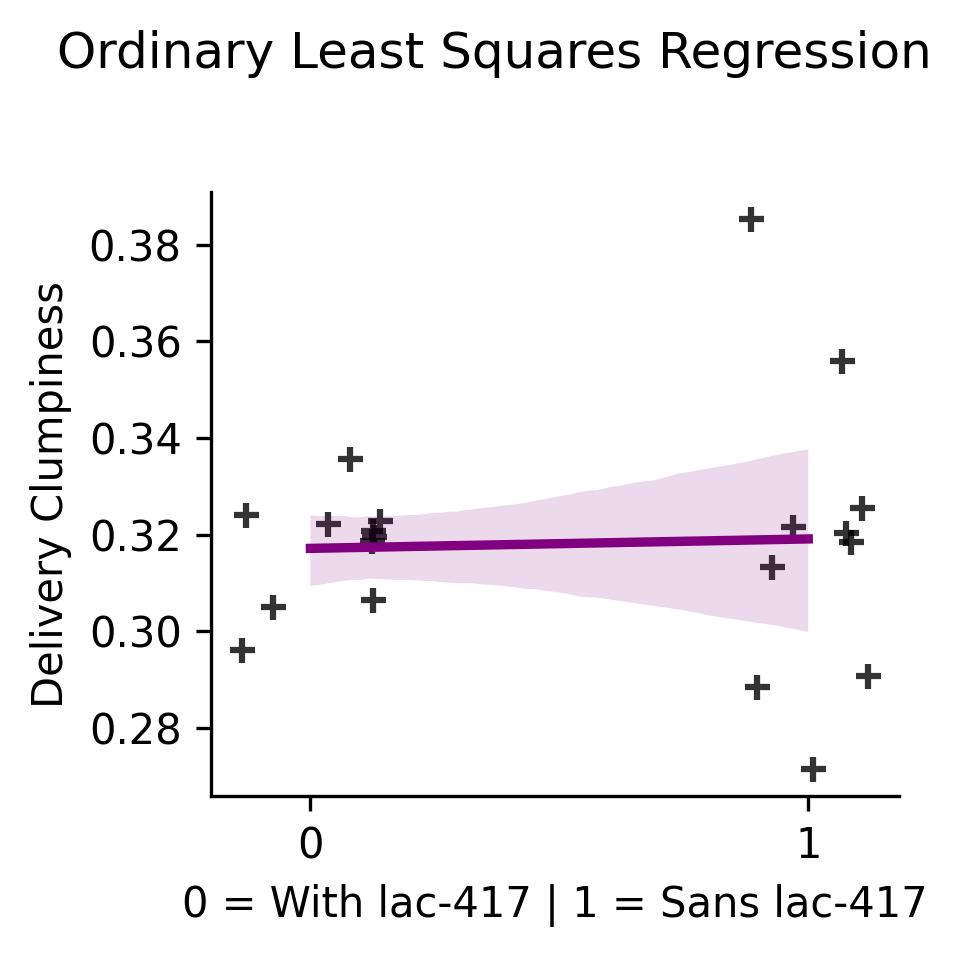 Ordinary Least Squares Regression
Delivery Clumpiness
0.38
0.36
0.34
0.32
0.30
0.28
0 1
0 = With lac-417 | 1 = Sans lac-417